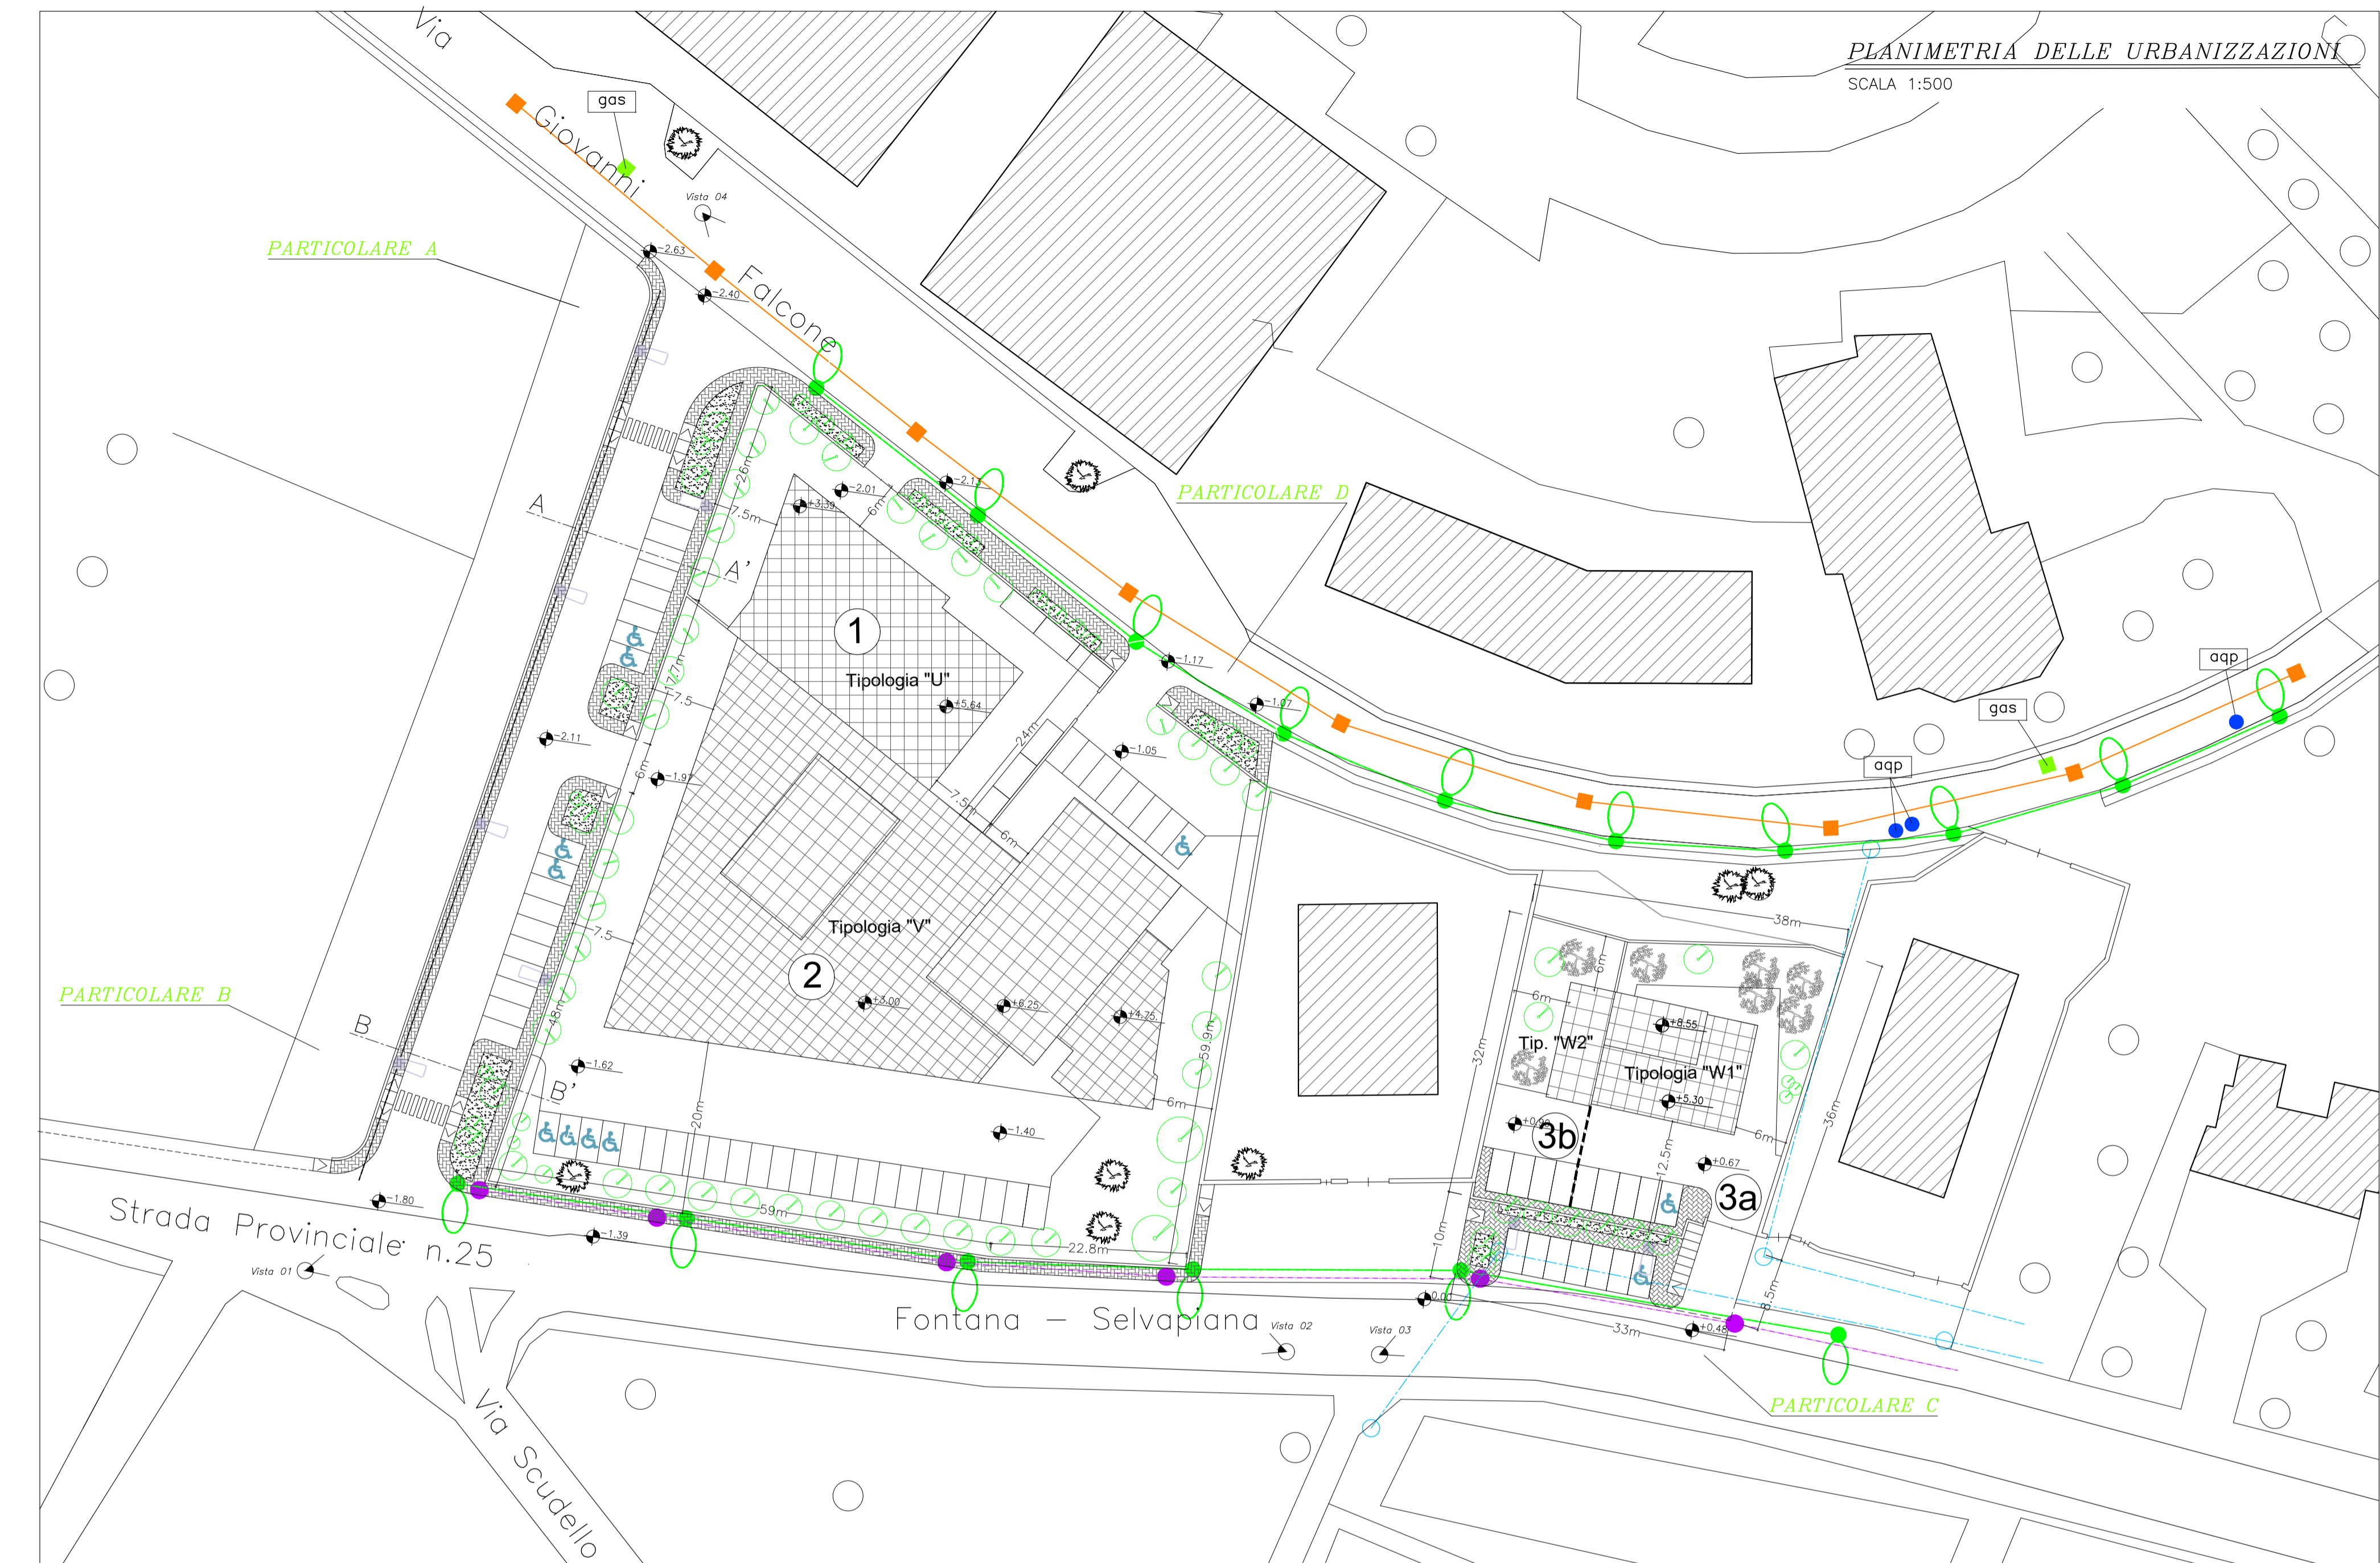 PLANIMETRIA DELLE URBANIZZAZIONI
SCALA 1:500
Via
Giovanni
Falcone
gas
Vista 04
PARTICOLARE A
-2.63
-2.40
A
A'
26m
7.5m
+3.39
-2.01
6m
PARTICOLARE D
1
Tipologia "U"
+5.64
-1.17
-1.07
-1.05
17.7m
7.5
-2.11
-1.97
6m
24m
7.5m
6m
aqp
gas
aqp
7.5
Tipologia "V"
2
+3.00
+6.25
+4.75
38m
6m
6m
+8.55
Tip. "W2"
Tipologia "W1"
+5.30
32m
36m
6m
PARTICOLARE B
B
B'
48m
-1.62
20m
59.9m
6m
-1.40
3b
12.5m
+0.67
3a
-1.80
59m
-1.39
22.8m
10m
8.5m
Strada Provinciale n.25
Vista 01
Fontana - Selvapiana
Vista 02
Vista 03
0.00
33m
+0.48
PARTICOLARE C
Via Scudello